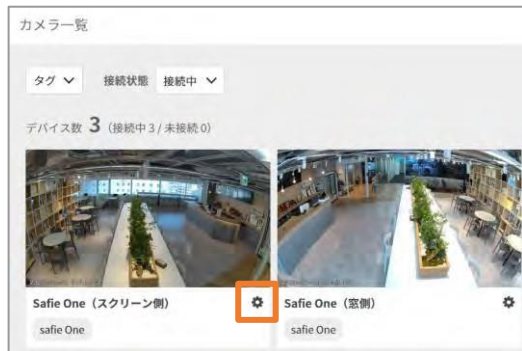 カメラ一覧
タグ 接続状態 接続中
デバイス数 3 (接続中 3 / 未接続 0)
Safie One（スクリーン側）
safie One
Safie One（窓側）
safie One